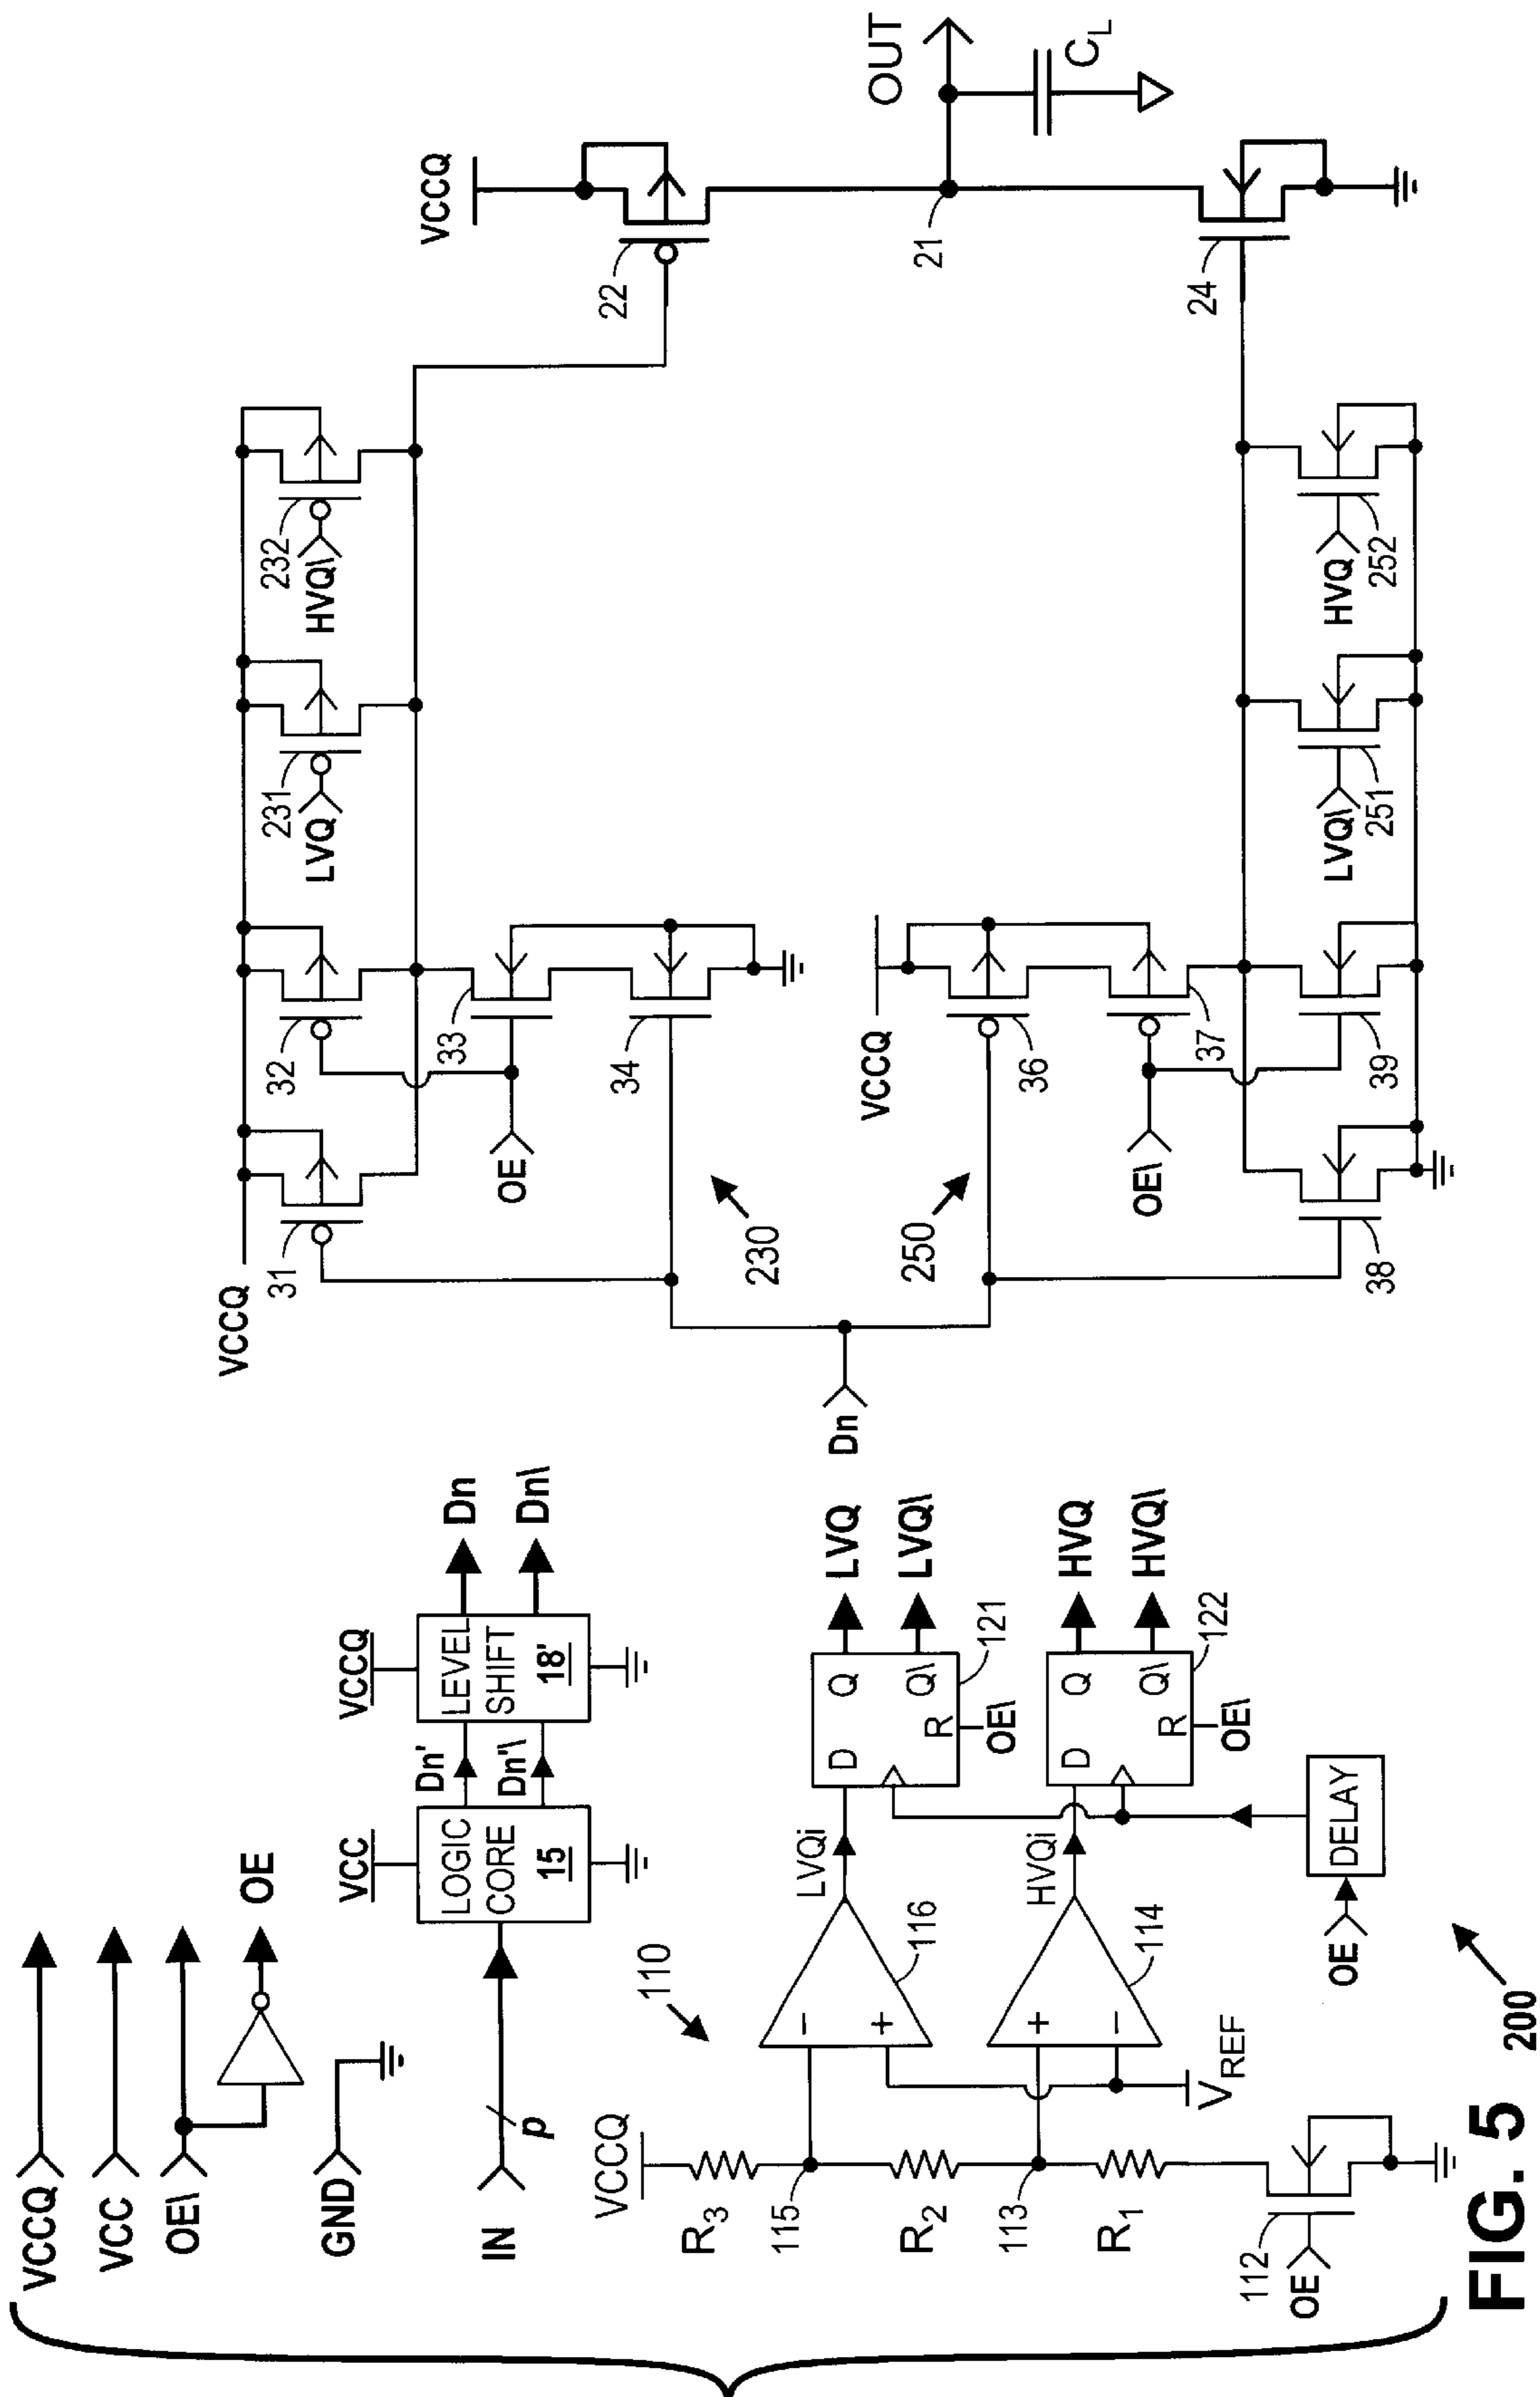 VCCQ
VCC
OE\
OE
GND
IN
p
VCC
LOGIC
CORE
15
Dn'
Dn'\
VCCQ
LEVEL
SHIFT
18'
Dn
Dn\
110
VCCQ
R3
115
R2
113
R1
112
OE
VREF
116
114
LVQi
HVQi
D
Q
Q\
R
OE\
121
LVQ
LVQ\
D
Q
Q\
R
OE\
122
HVQ
HVQ\
OE
DELAY
200
VCCQ
31
32
231
LVQ
232
HVQ\
33
OE
34
230
Dn
250
VCCQ
36
OE\
37
38
39
LVQ\
251
HVQ
252
VCCQ
22
21
OUT
CL
24
FIG. 5